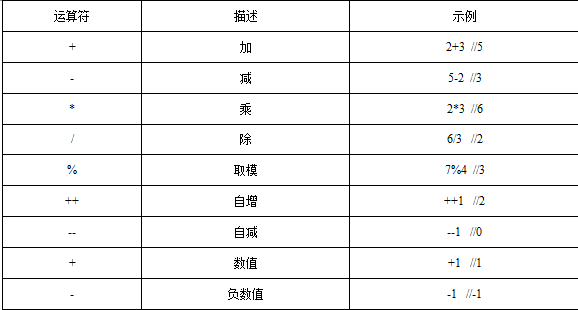 运算符 描述 示例
+ 加 2+3 //5
- 减 5-2 //3
* 乘 2*3 //6
/ 除 6/3 //2
% 取模 7%4 //3
++ 自增 ++1 //2
-- 自减 --1 //0
+ 数值 +1 //1
- 负数值 -1 //-1